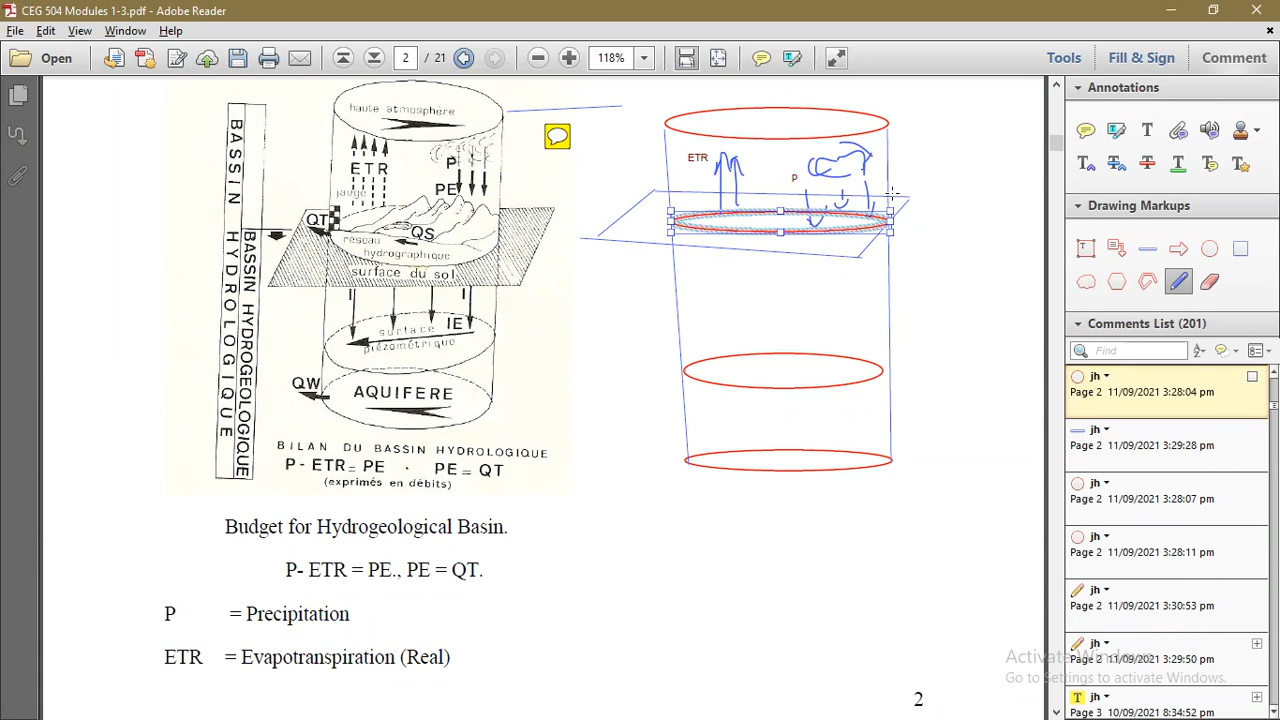 CEG 504 Modules 1-3.pdf - Adobe Reader
File Edit View Window Help
Open 2 / 21 118% Tools Fill & Sign Comment
BASSIN HYDROLOGIQUE
BASSIN HYDROGEOLOGIQUE
haute atmosphère
ETR
P
PE
jauge
QT
QS
reseau
hydrographique
surface du sol
I
I
IE
surface
piézométrique
QW
AQUIFERE
BILAN DU BASSIN HYDROLOGIQUE
P- ETR = PE . PE = QT
(exprimés en débits)
ETR
p
Budget for Hydrogeological Basin.
P- ETR = PE., PE = QT.
P = Precipitation
ETR = Evapotranspiration (Real)
2
Annotations
Drawing Markups
Comments List (201)
Find
jh
Page 2 11/09/2021 3:28:04 pm
jh
Page 2 11/09/2021 3:29:28 pm
jh
Page 2 11/09/2021 3:28:07 pm
jh
Page 2 11/09/2021 3:28:11 pm
jh
Page 2 11/09/2021 3:30:53 pm
jh
Page 2 11/09/2021 3:29:50 pm
jh
Page 3 10/09/2021 8:34:52 pm
Activate Windows
Go to Settings to activate Windows.